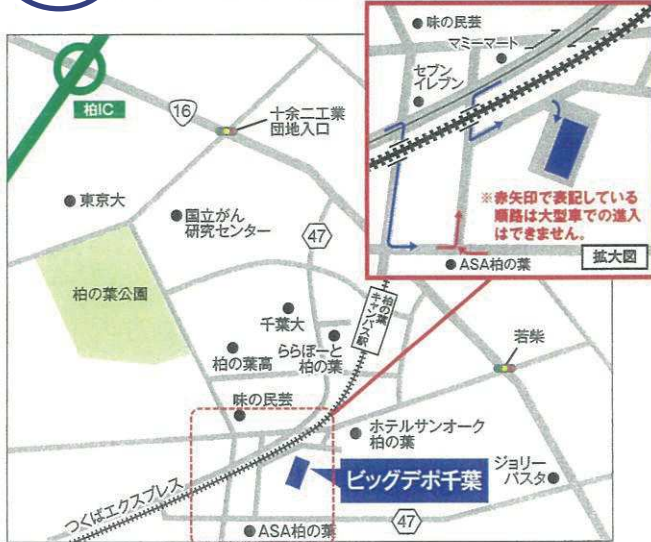 味の民芸
マミーマート
セブン
イレブン
※赤矢印で表記している
順路は大型車での進入
はできません。
ASA柏の葉
拡大図
柏IC
16
十余二工業
団地入口
東京大
国立がん
研究センター
47
柏の葉公園
千葉大
柏の葉
キャンパス駅
ららぽーと
柏の葉
柏の葉高
若柴
味の民芸
ホテルサンオーク
柏の葉
ビッグデポ千葉
ジョリー
パスタ
つくばエクスプレス
47
ASA柏の葉